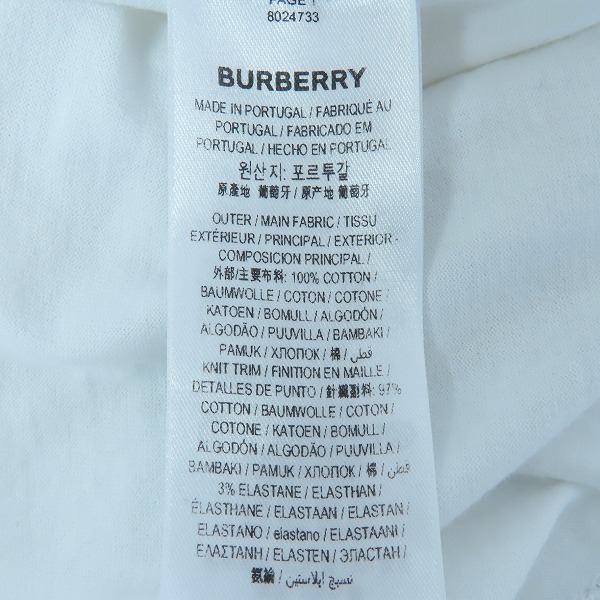 PAGE 1
8024733
BURBERRY
MADE IN PORTUGAL / FABRIQUÉ AU
PORTUGAL / FABRICADO EM
PORTUGAL / HECHO EN PORTUGAL
원산지: 포르투갈
原產地 葡萄牙 / 原产地 葡萄牙
OUTER / MAIN FABRIC / TISSU
EXTÉRIEUR / PRINCIPAL / EXTERIOR -
COMPOSICION PRINCIPAL /
外部/主要布料: 100% COTTON /
BAUMWOLLE / COTON / COTONE /
KATOEN / BOMULL / ALGODÓN /
ALGODÃO / PUUVILLA / BAMBAKI /
PAMUK / ХЛОПОК / 棉 / قطن /
KNIT TRIM / FINITION EN MAILLE /
DETALLES DE PUNTO / 針織副料: 97%
COTTON / BAUMWOLLE / COTON /
COTONE / KATOEN / BOMULL /
ALGODÓN / ALGODÃO / PUUVILLA /
BAMBAKI / PAMUK / ХЛОПОК / 棉 / قطن /
3% ELASTANE / ELASTHAN /
ÉLASTHANE / ELASTAAN / ELASTAN /
ELASTANO / elastano / ELASTAANI /
ΕΛΑΣΤΑΝΗ / ELASTEN / ЭЛАСТАН /
氨綸 / نسيج إيلاستين